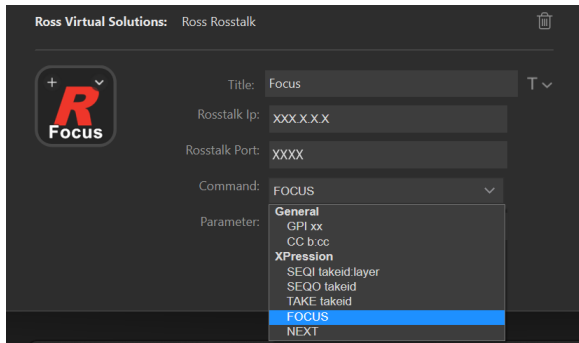 Ross Virtual Solutions: Ross Rosstalk
Title: Focus T
R
Focus
Rosstalk Ip: XXX.X.X.X
Rosstalk Port: XXXX
Command: FOCUS
Parameter:
General
GPI xx
CC b:cc
XPression
SEQI takeid:layer
SEQO takeid
TAKE takeid
FOCUS
NEXT